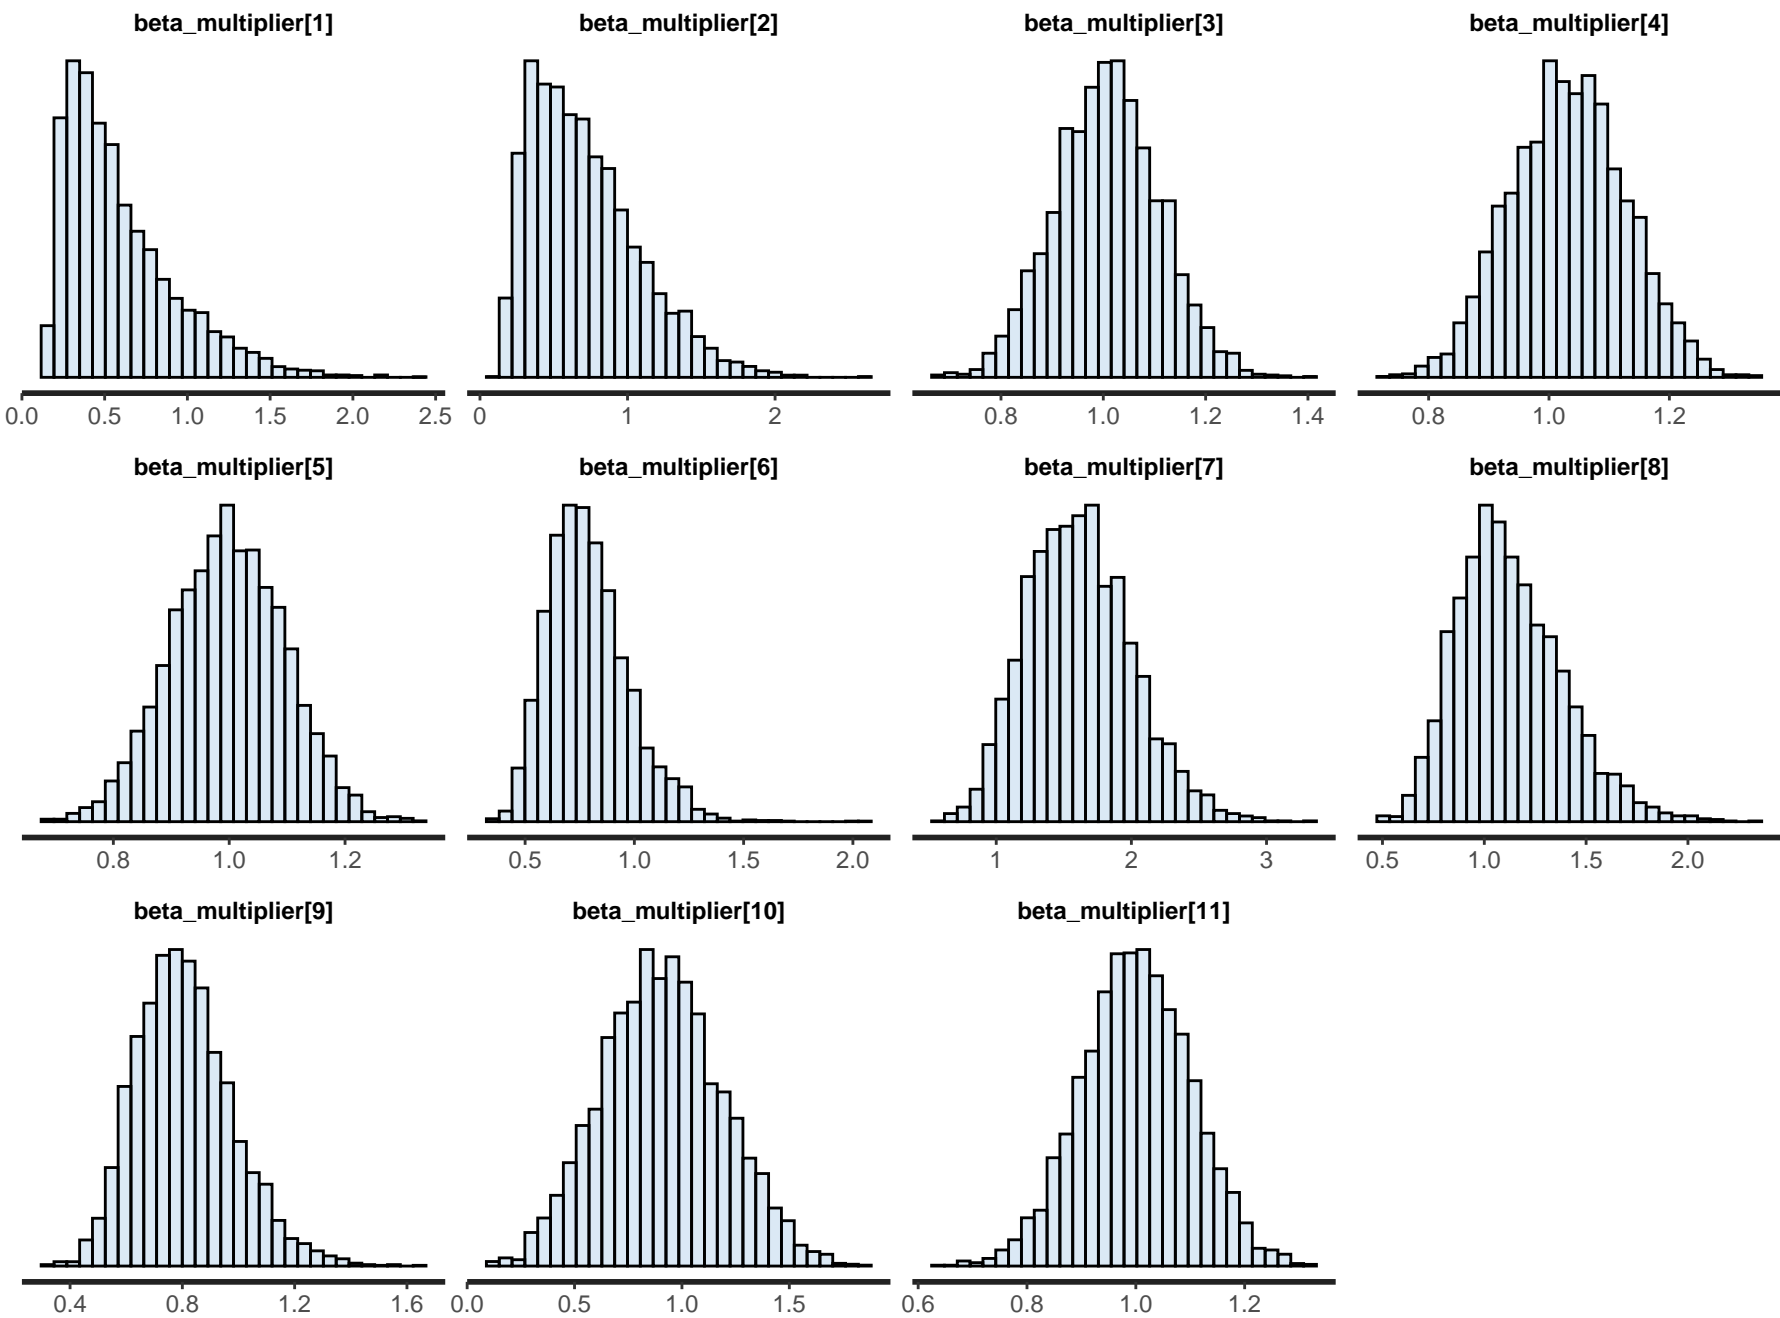 beta_multiplier[1] beta_multiplier[2] beta_multiplier[3] beta_multiplier[4]
0.0 0.5 1.0 1.5 2.0 2.5 0 1 2 0.8 1.0 1.2 1.4 0.8 1.0 1.2
beta_multiplier[5] beta_multiplier[6] beta_multiplier[7] beta_multiplier[8]
0.8 1.0 1.2 0.5 1.0 1.5 2.0 1 2 3 0.5 1.0 1.5 2.0
beta_multiplier[9] beta_multiplier[10] beta_multiplier[11]
0.4 0.8 1.2 1.6 0.0 0.5 1.0 1.5 0.6 0.8 1.0 1.2